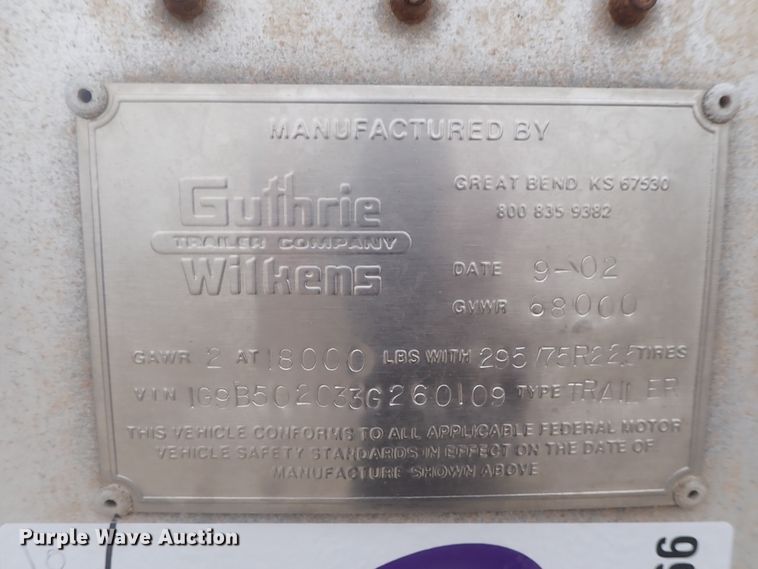 MANUFACTURED BY
Guthrie
TRAILER COMPANY
Wilkens
GREAT BEND. KS 67530
800 835 9382
DATE 9-02
GVWR 68000
GAWR 2 AT 18000 LBS WITH 295/75R22.5 TIRES
VIN 1G9B502C33G260109 TYPE TRAILER
THIS VEHICLE CONFORMS TO ALL APPLICABLE FEDERAL MOTOR
VEHICLE SAFETY STANDARDS IN EFFECT ON THE DATE OF
MANUFACTURE SHOWN ABOVE
Purple Wave Auction